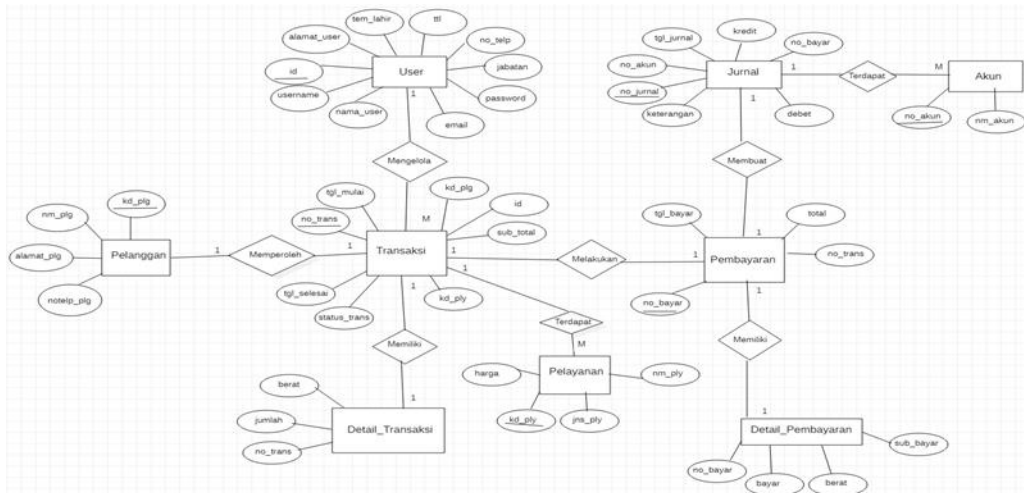 tem_lahir
ttl
alamat_user
no_telp
id
User
jabatan
username
nama_user
password
email
1
Mengelola
M
kredit
tgl_jurnal
no_bayar
no_akun
Jurnal
1
Terdapat
M
Akun
no_jurnal
keterangan
debet
1
no_akun
nm_akun
Membuat
1
kd_plg
nm_plg
Pelanggan
alamat_plg
notelp_plg
1
Memperoleh
1
tgl_mulai
kd_plg
no_trans
id
Transaksi
sub_total
tgl_selesai
status_trans
kd_ply
1
Melakukan
1
tgl_bayar
total
Pembayaran
no_trans
no_bayar
1
1
Memiliki
1
berat
jumlah
Detail_Transaksi
no_trans
1
Terdapat
M
harga
Pelayanan
nm_ply
kd_ply
jns_ply
Memiliki
1
Detail_Pembayaran
sub_bayar
no_bayar
bayar
berat